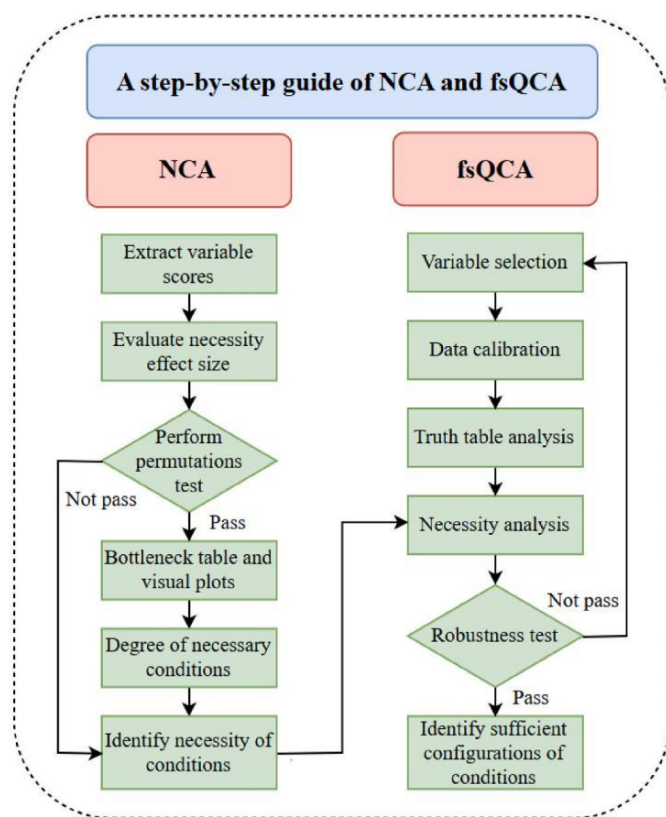 A step-by-step guide of NCA and fsQCA
NCA
fsQCA
Extract variable
scores
Evaluate necessity
effect size
Perform
permutations
test
Not pass
Pass
Bottleneck table and
visual plots
Degree of necessary
conditions
Identify necessity of
conditions
Variable selection
Data calibration
Truth table analysis
Necessity analysis
Not pass
Robustness test
Pass
Identify sufficient
configurations of
conditions